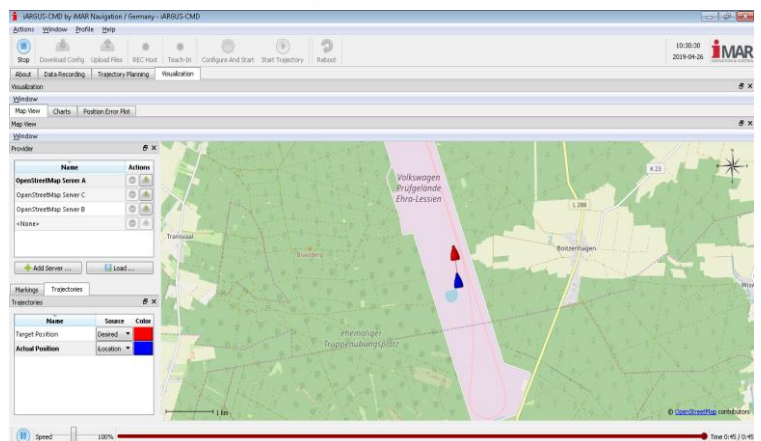 iARGUS-CMD by iMAR Navigation / Germany - iARGUS-CMD
Actions Window Profile Help
Stop Download Config Upload Files REC Host Teach-In Configure And Start Start Trajectory Reboot
10:30:30
2019-04-26
iMAR
About Data Recording Trajectory Planning Visualization
Visualization
Window
Map View Charts Position Error Plot
Map View
Window
Provider
Name Actions
OpenStreetMap Server A
OpenStreetMap Server C
OpenStreetMap Server B
<None>
Add Server ... Load ...
Markings Trajectories
Trajectories
Name Source Color
Target Position Desired
Actual Position iLocation
Volkswagen
Prüfgelände
Ehra-Lessien
K 23
L 288
Transvaal
Boitzenhagen
ehemaliger
Truppenübungsplatz
1 km
© OpenStreetMap contributors
Speed 100% Time 0:45 / 0:45